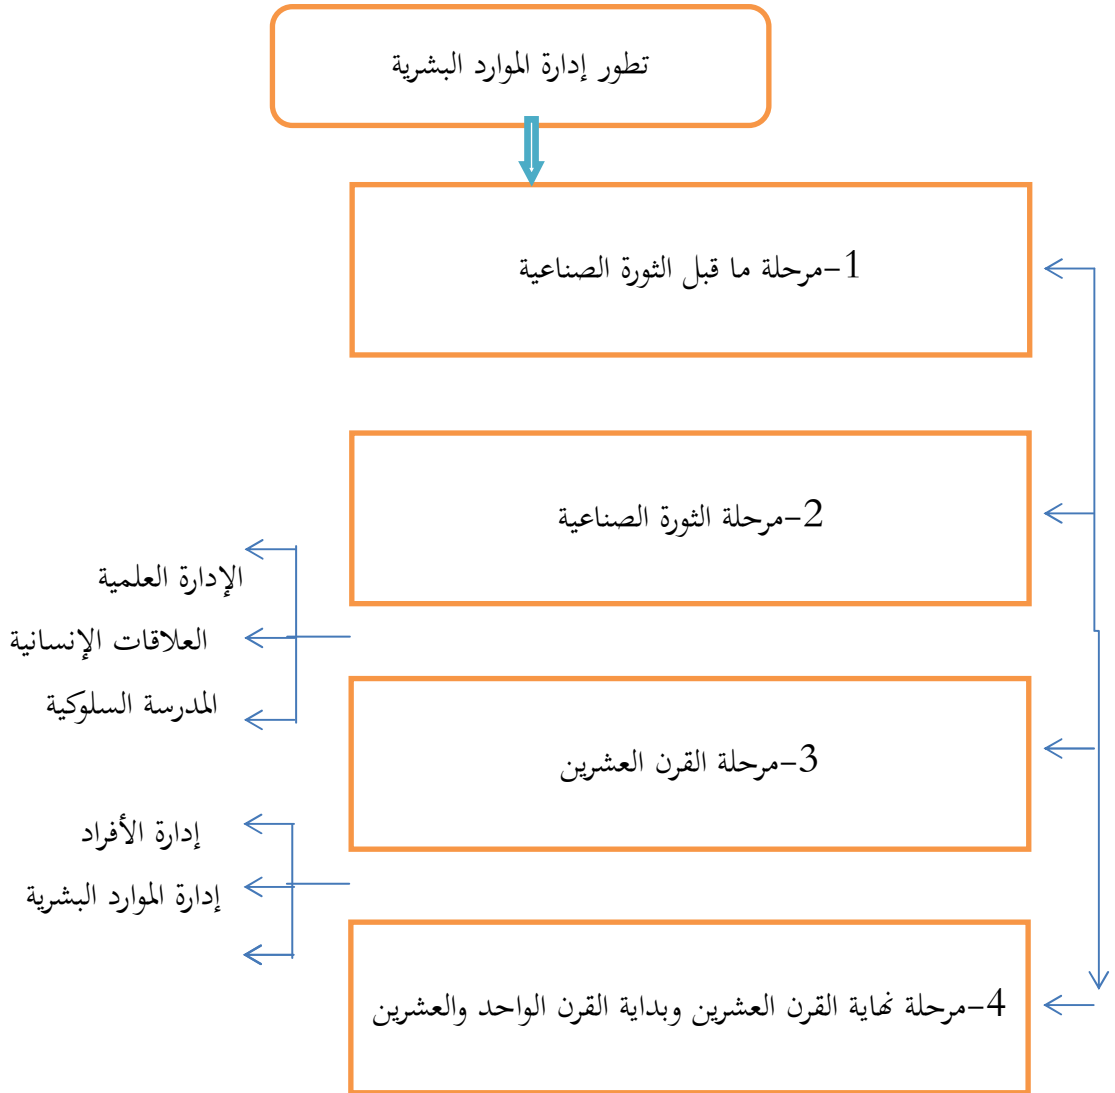 تطور إدارة الموارد البشرية
1-مرحلة ما قبل الثورة الصناعية
2-مرحلة الثورة الصناعية
الإدارة العلمية
العلاقات الإنسانية
المدرسة السلوكية
3-مرحلة القرن العشرين
إدارة الأفراد
إدارة الموارد البشرية
4-مرحلة نهاية القرن العشرين وبداية القرن الواحد والعشرين